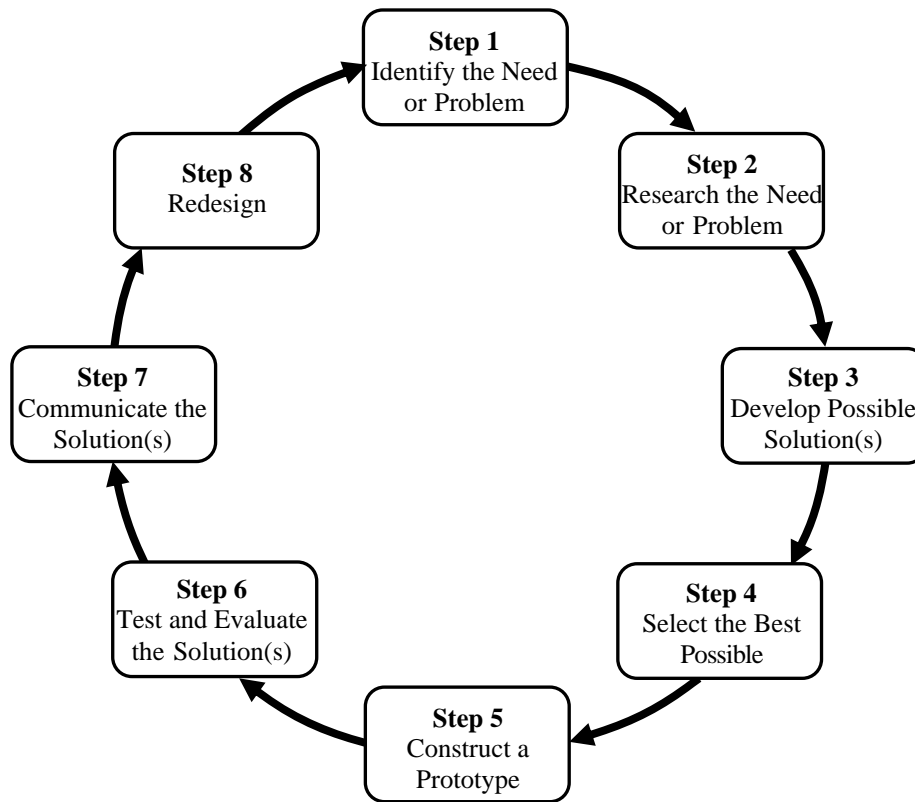 Step 1
Identify the Need
or Problem
Step 2
Research the Need
or Problem
Step 3
Develop Possible
Solution(s)
Step 4
Select the Best
Possible
Step 5
Construct a
Prototype
Step 6
Test and Evaluate
the Solution(s)
Step 7
Communicate the
Solution(s)
Step 8
Redesign